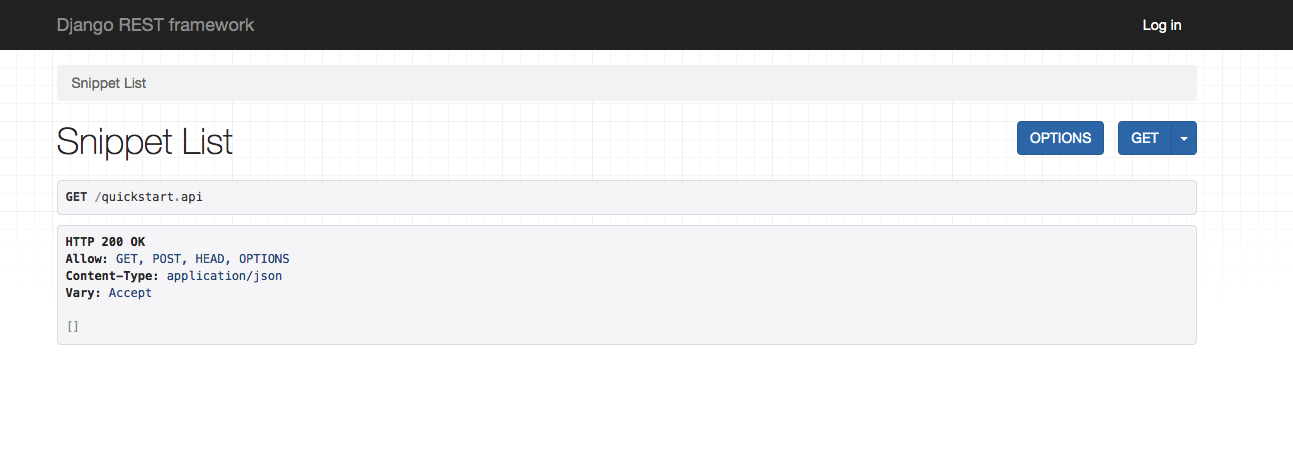 Django REST framework
Log in
Snippet List
Snippet List
OPTIONS
GET
GET /quickstart.api
HTTP 200 OK
Allow: GET, POST, HEAD, OPTIONS
Content-Type: application/json
Vary: Accept
[]